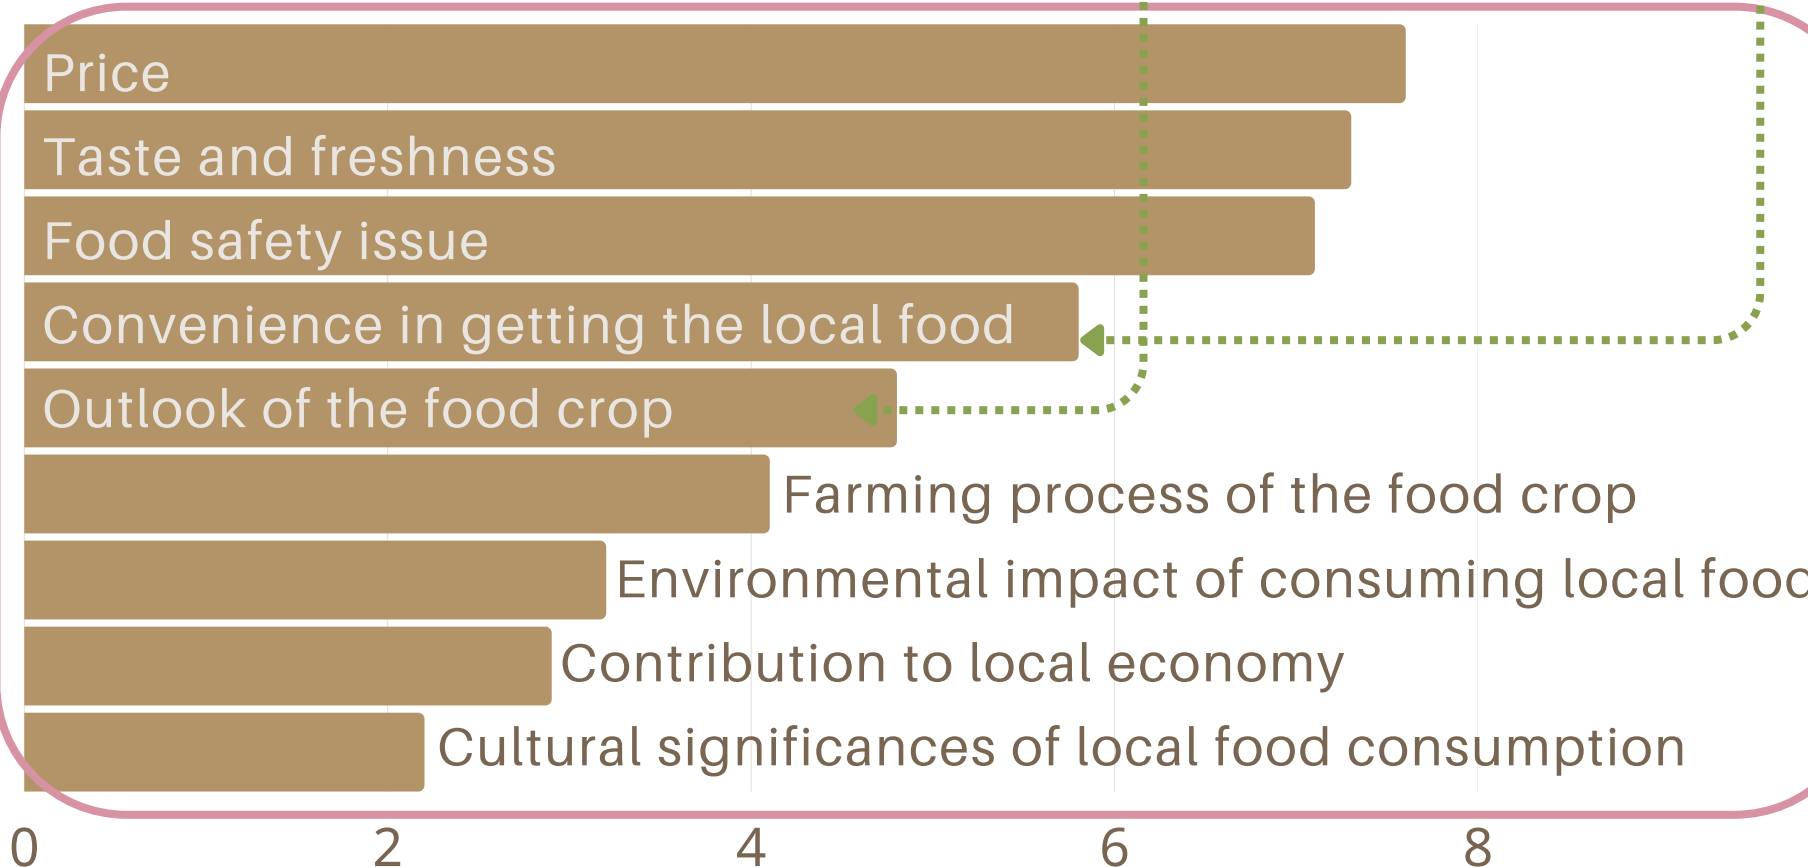 Price
Taste and freshness
Food safety issue
Convenience in getting the local food
Outlook of the food crop
Farming process of the food crop
Environmental impact of consuming local
Contribution to local economy
Cultural significances of local food consumption
0 2 4 6 8